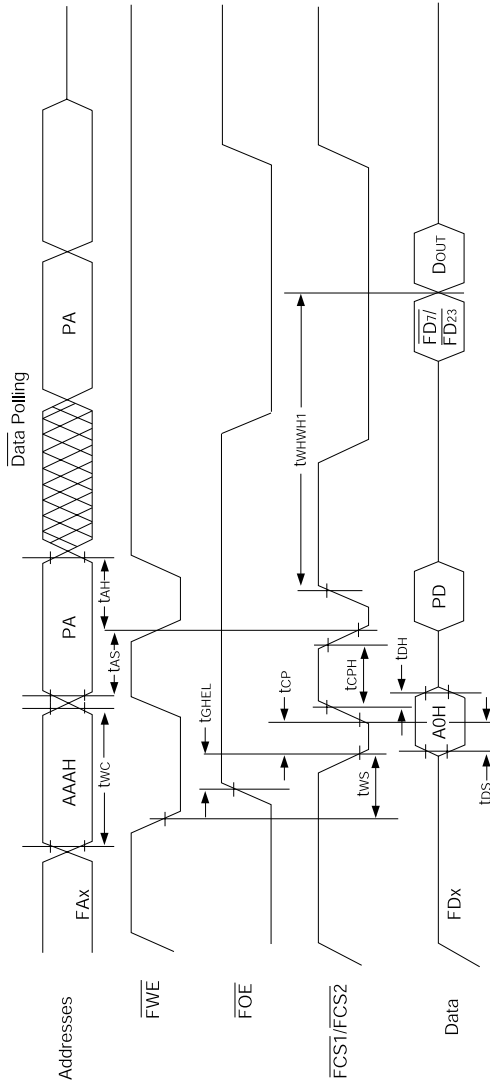 Data Polling
Addresses
FAx
AAAH
PA
PA
tWC
tAS
tAH
FWE
FOE
tGHEL
FCS1/FCS2
tWS
tCP
tCPH
tWHWH1
Data
FDx
A0H
PD
FD7/
FD23
DOUT
tDS
tDH